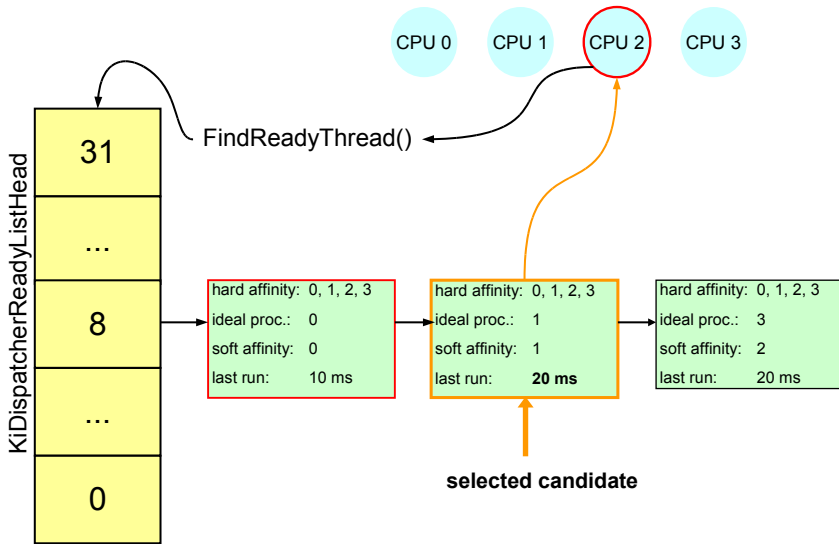 CPU 0
CPU 1
CPU 2
CPU 3
FindReadyThread()
KiDispatcherReadyListHead
31
...
8
...
0
hard affinity: 0, 1, 2, 3
ideal proc.: 0
soft affinity: 0
last run: 10 ms
hard affinity: 0, 1, 2, 3
ideal proc.: 1
soft affinity: 1
last run: 20 ms
hard affinity: 0, 1, 2, 3
ideal proc.: 3
soft affinity: 2
last run: 20 ms
selected candidate